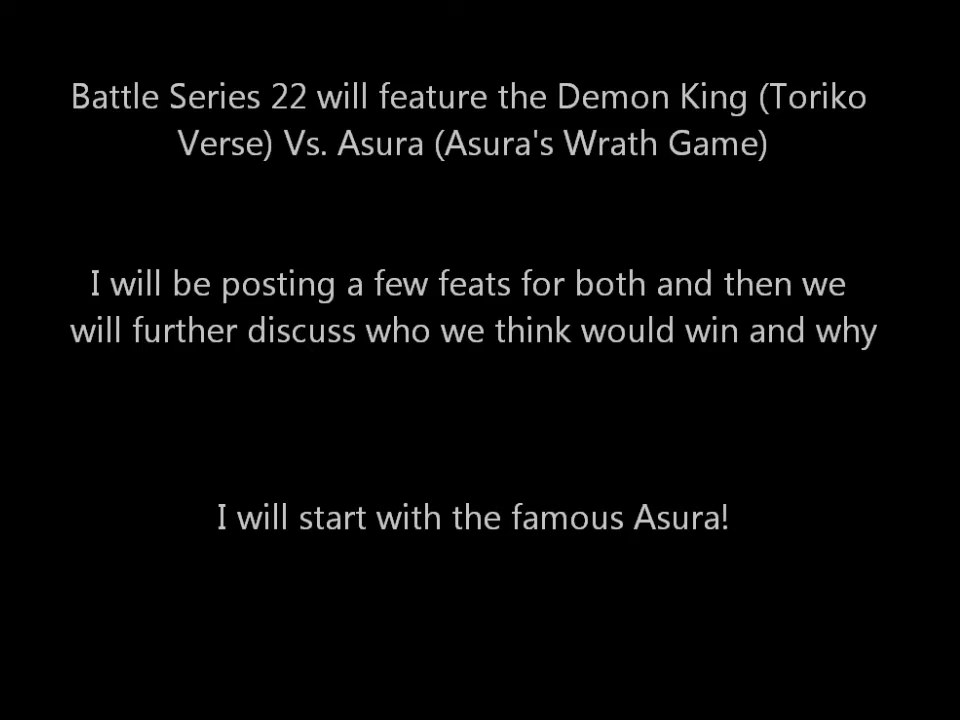 Battle Series 22 will feature the Demon King (Toriko
Verse) Vs. Asura (Asura's Wrath Game)
I will be posting a few feats for both and then we
will further discuss who we think would win and why
I will start with the famous Asura!